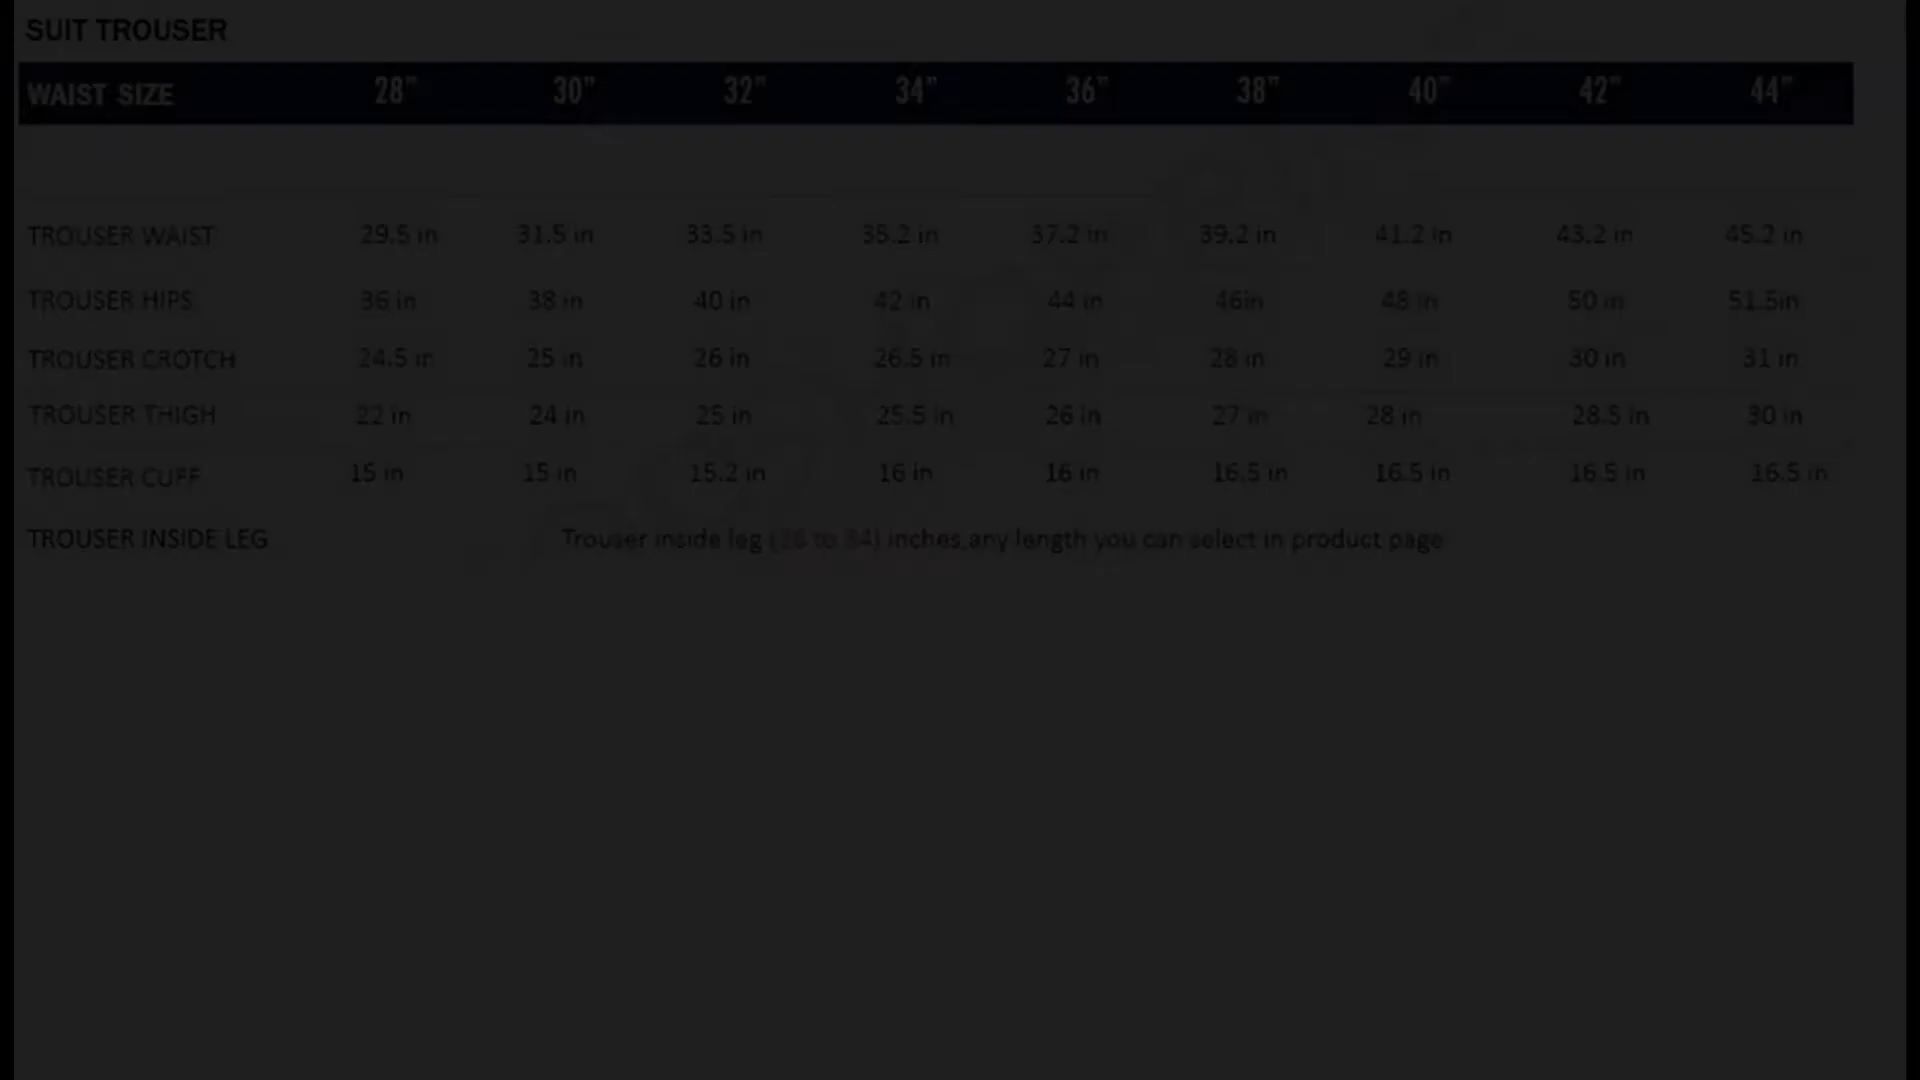 SUIT TROUSER
WAIST SIZE 28" 30" 32" 34" 36" 38" 40" 42" 44"
TROUSER WAIST 29.5 in 31.5 in 33.5 in 35.2 in 37.2 in 39.2 in 41.2 in 43.2 in 45.2 in
TROUSER HIPS 36 in 38 in 40 in 42 in 44 in 46in 48 in 50 in 51.5in
TROUSER CROTCH 24.5 in 25 in 26 in 26.5 in 27 in 28 in 29 in 30 in 31 in
TROUSER THIGH 22 in 24 in 25 in 25.5 in 26 in 27 in 28 in 28.5 in 30 in
TROUSER CUFF 15 in 15 in 15.2 in 16 in 16 in 16.5 in 16.5 in 16.5 in 16.5 in
TROUSER INSIDE LEG Trouser inside leg (26 to 34) inches,any length you can select in product page